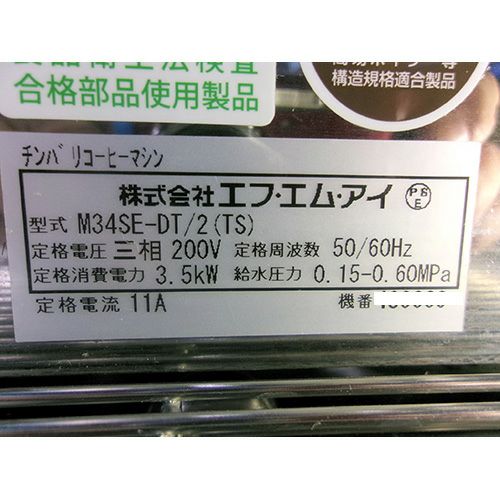 食品衛生法検査
合格部品使用製品
構造規格適合製品
チンバリコーヒーマシン
株式会社エフ・エム・アイ
PS
E
型式 M34SE-DT/2(TS)
定格電圧 三相 200V 定格周波数 50/60Hz
定格消費電力 3.5kW 給水圧力 0.15-0.60MPa
定格電流 11A 機番